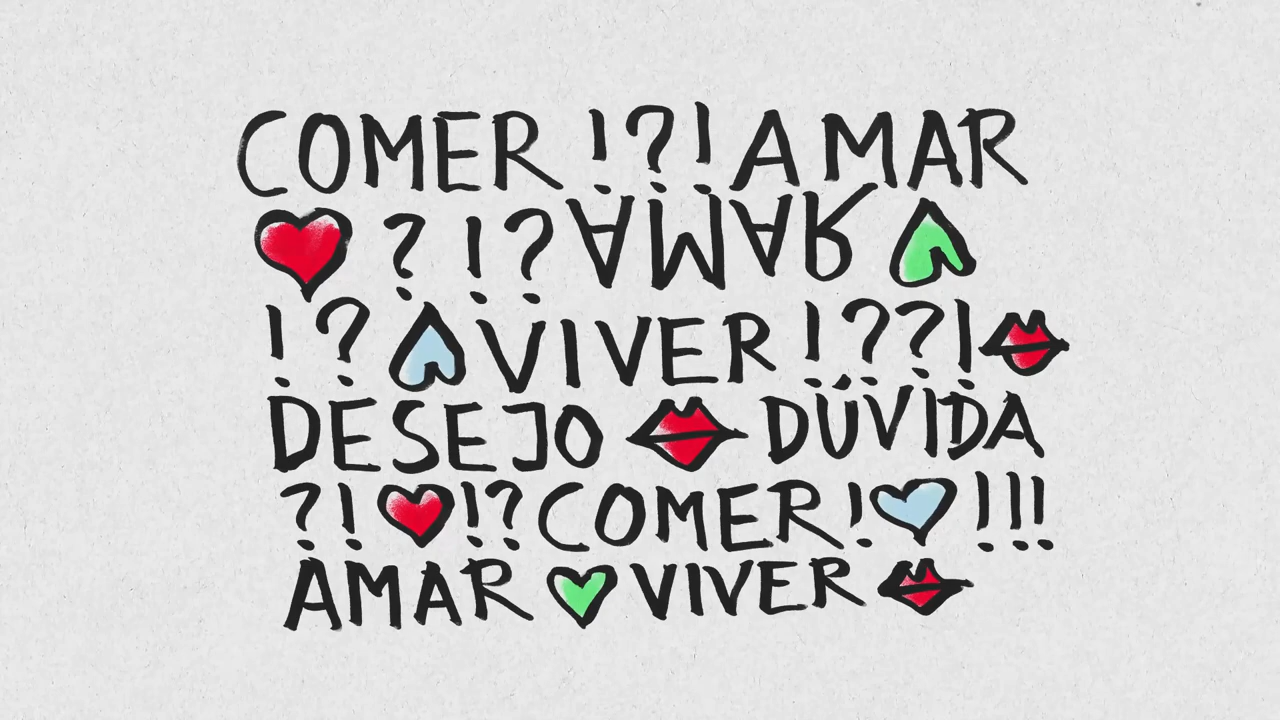 COMER !?! AMAR
❤️ ? ! ? AMAR 💚
! ? 🩵 VIVER !??! 💋
DESEJO 💋 DÚVIDA
?! ❤️ !? COMER ! 🩵 !!!
AMAR 💚 VIVER 💋